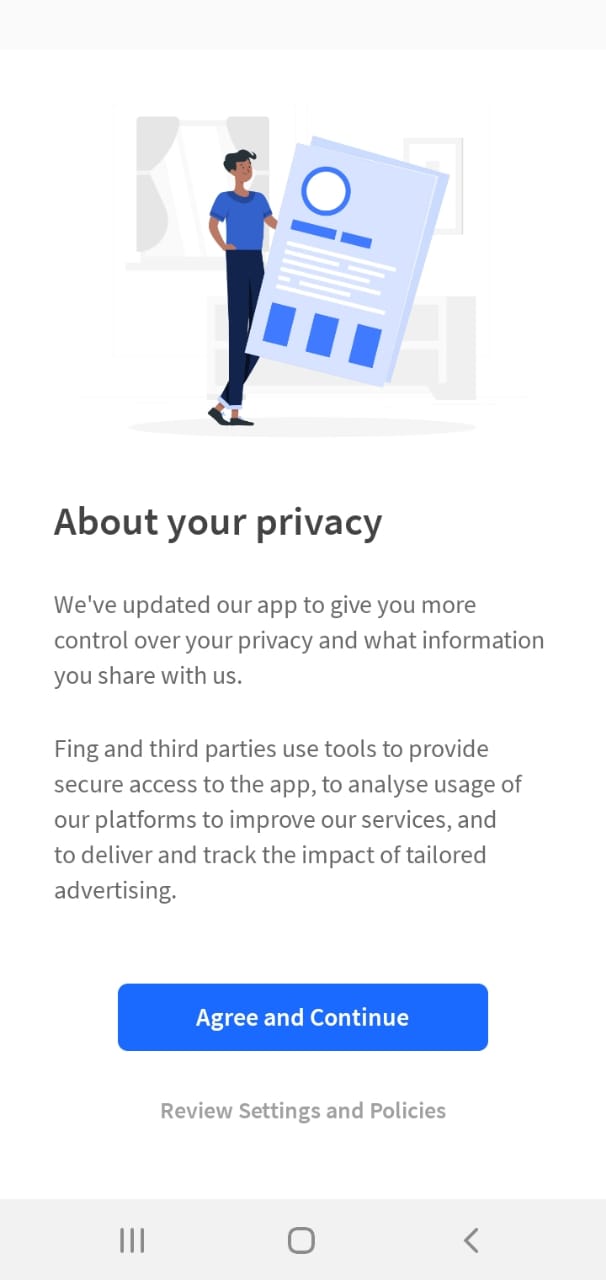 About your privacy
We've updated our app to give you more
control over your privacy and what information
you share with us.
Fing and third parties use tools to provide
secure access to the app, to analyse usage of
our platforms to improve our services, and
to deliver and track the impact of tailored
advertising.
Agree and Continue
Review Settings and Policies